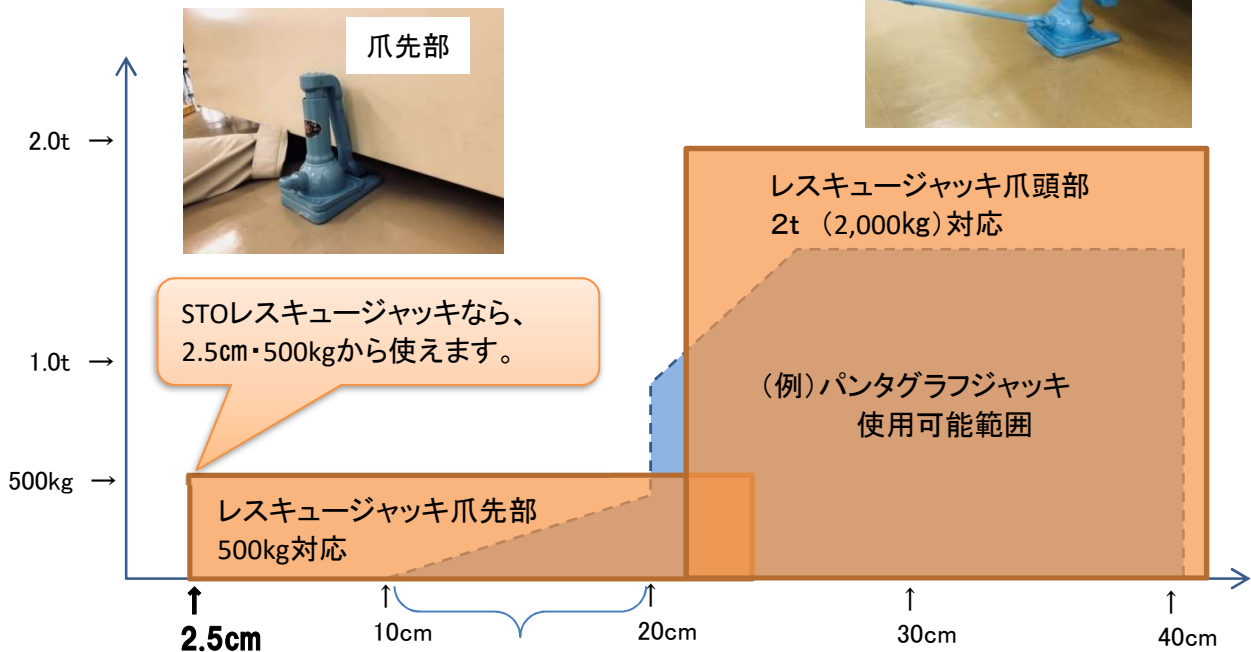 爪先部
2.0t →
レスキュージャッキ爪頭部
2t （2,000kg）対応
STOレスキュージャッキなら、
2.5㎝・500kgから使えます。
1.0t →
（例）パンタグラフジャッキ
使用可能範囲
500kg →
レスキュージャッキ爪先部
500kg対応
↑ ↑ ↑ ↑ ↑
2.5cm 10cm 20cm 30cm 40cm